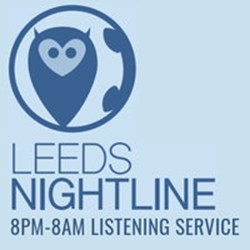 LEEDS
NIGHTLINE
8PM-8AM LISTENING SERVICE